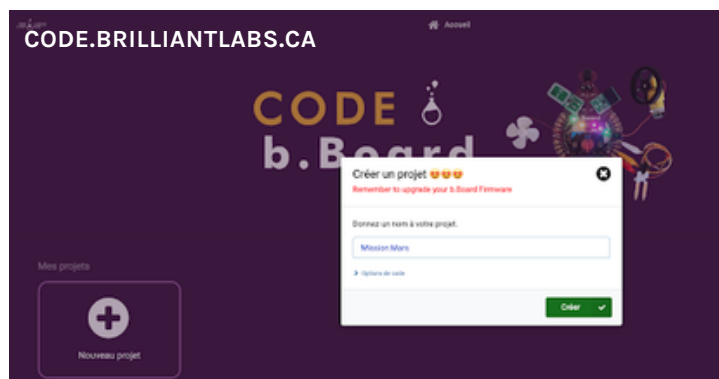 CODE.BRILLIANTLABS.CA
Accueil
CODE
b.Board
Créer un projet 😍😍😍
Remember to upgrade your b.Board Firmware
Donnez un nom à votre projet.
Mission Mars
Options de code
Créer
Mes projets
Nouveau projet